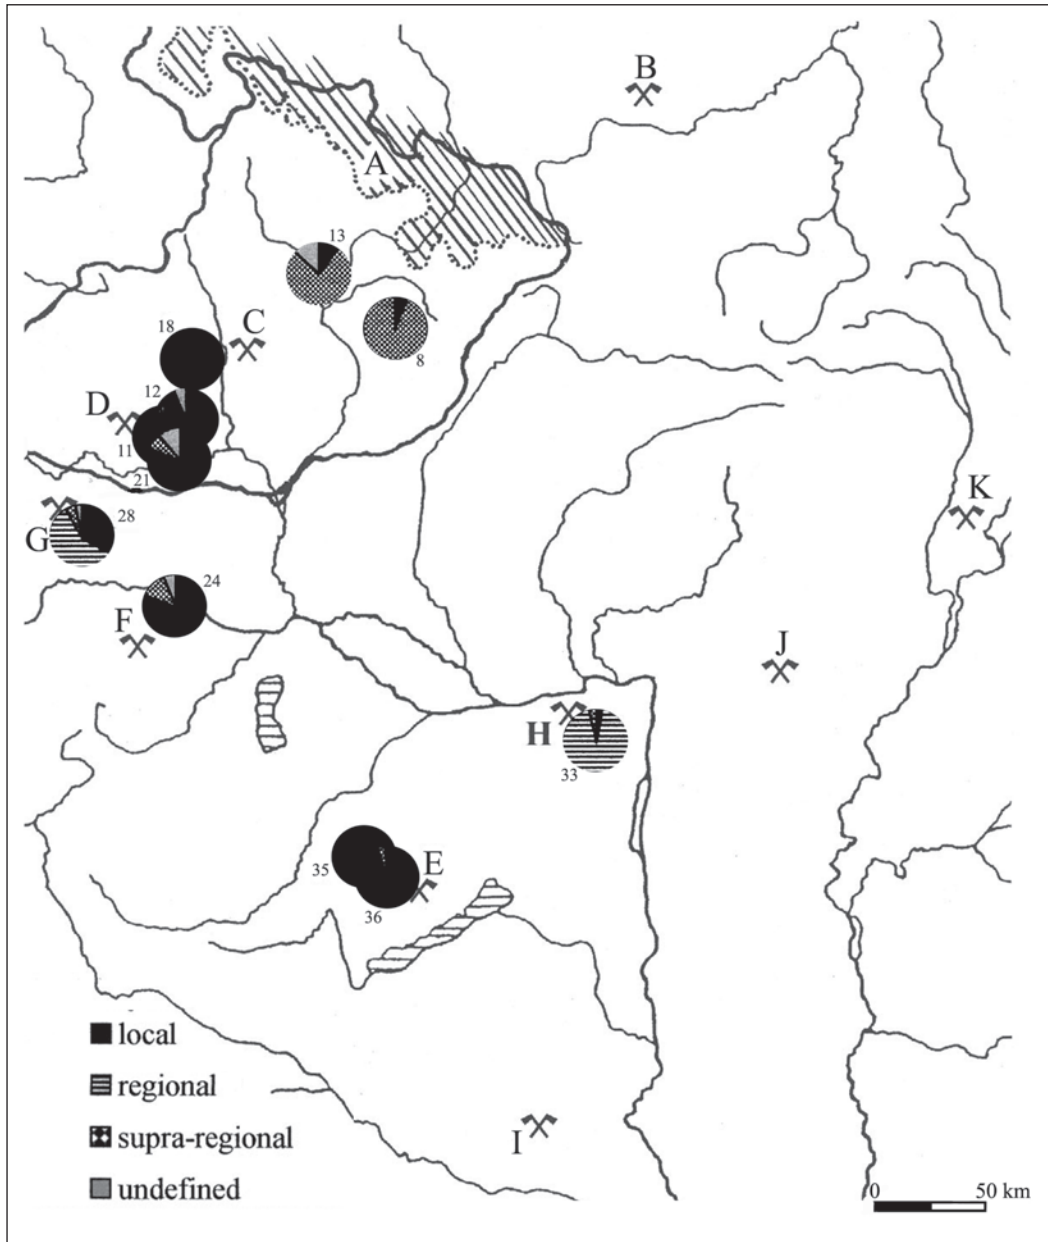 B
A
13
18
C
8
12
D
11
21
K
G
28
24
F
J
H
33
E
35
36
local
regional
supra-regional
I
undefined
0
50 km